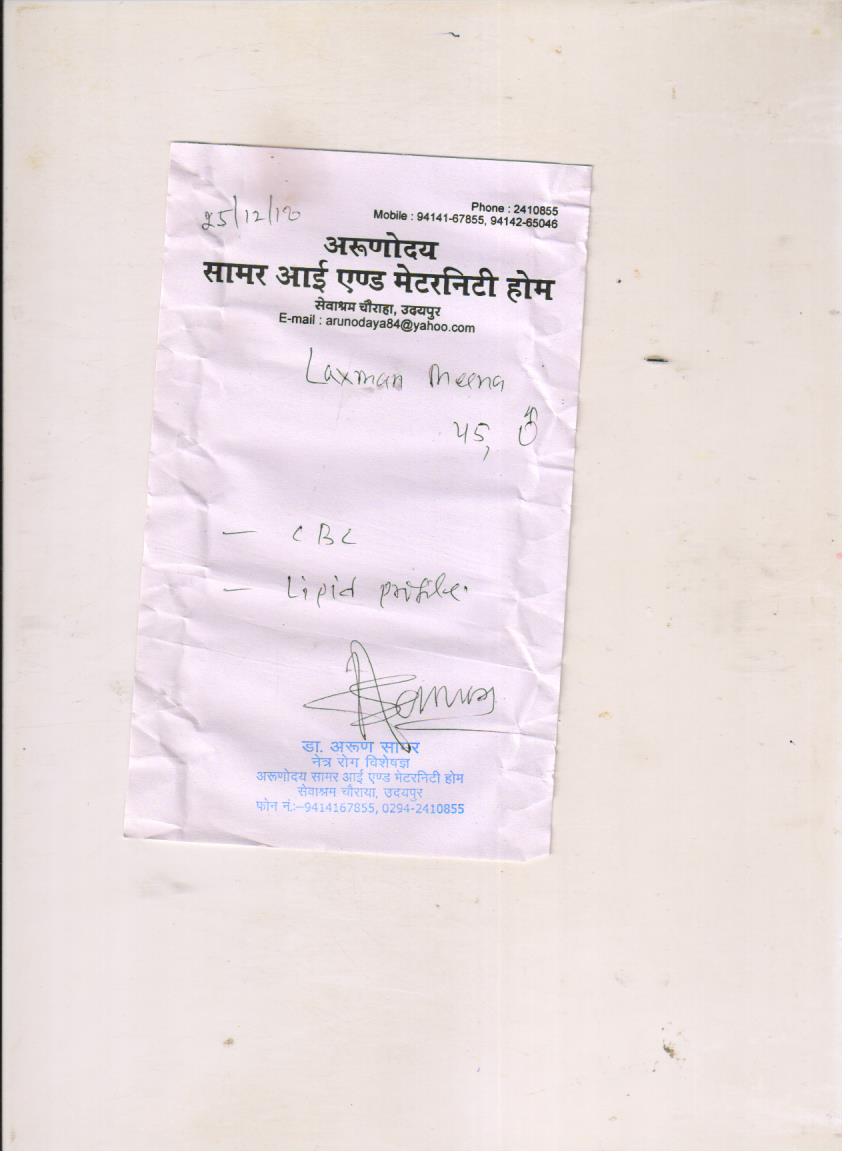 25/12/18
Phone : 2410855
Mobile : 94141-67855, 94142-65046
अरूणोदय
सामर आई एण्ड मेटरनिटी होम
सेवाश्रम चौराहा, उदयपुर
E-mail : arunodaya84@yahoo.com
Laxman Meena
45, ♂
— CBC
— Lipid profile.
डा. अरूण सामर
नेत्र रोग विशेषज्ञ
अरूणोदय सामर आई एण्ड मेटरनिटी होम
सेवाश्रम चौराया, उदयपुर
फोन नं.:–9414167855, 0294-2410855